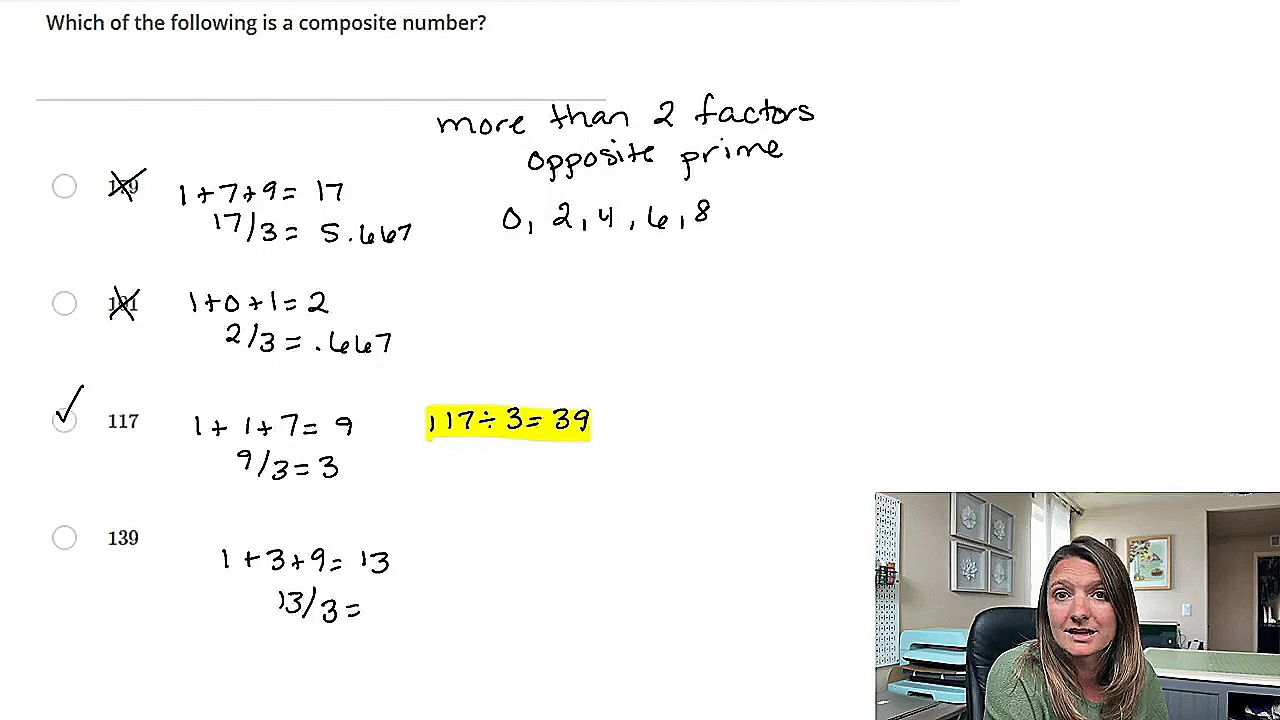 Which of the following is a composite number?
more than 2 factors
opposite prime
0, 2, 4, 6, 8
179 1+7+9= 17
17/3= 5.667
101 1+0+1=2
2/3=.667
117 1+1+7= 9 117÷3=39
9/3=3
139
1+3+9= 13
13/3=